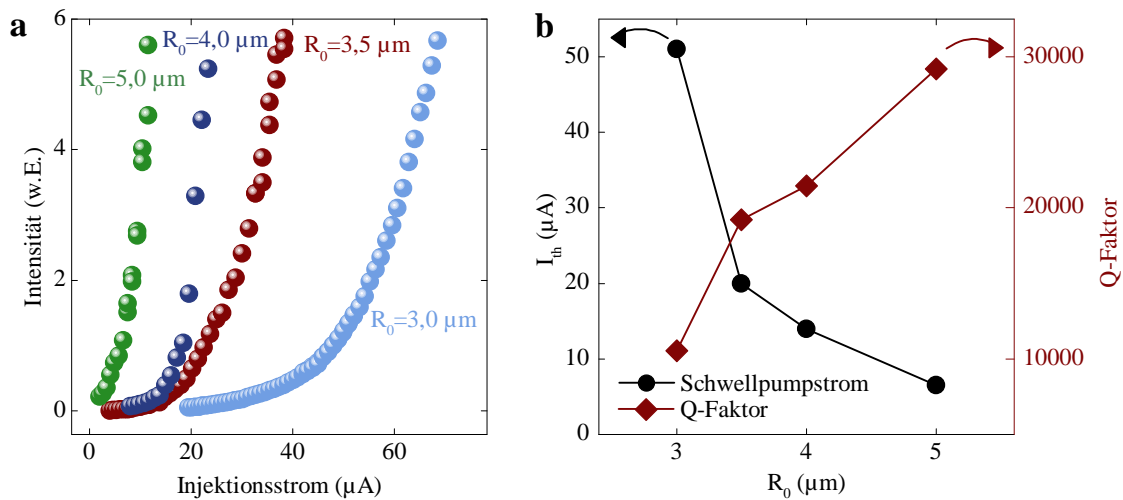 a
R₀=4,0 µm
R₀=3,5 µm
R₀=5,0 µm
R₀=3,0 µm
6
4
2
0
Intensität (w.E.)
0
20
40
60
Injektionsstrom (µA)
b
50
40
30
20
10
0
I_th (µA)
30000
20000
10000
Q-Faktor
Schwellpumpstrom
Q-Faktor
3
4
5
R₀ (µm)